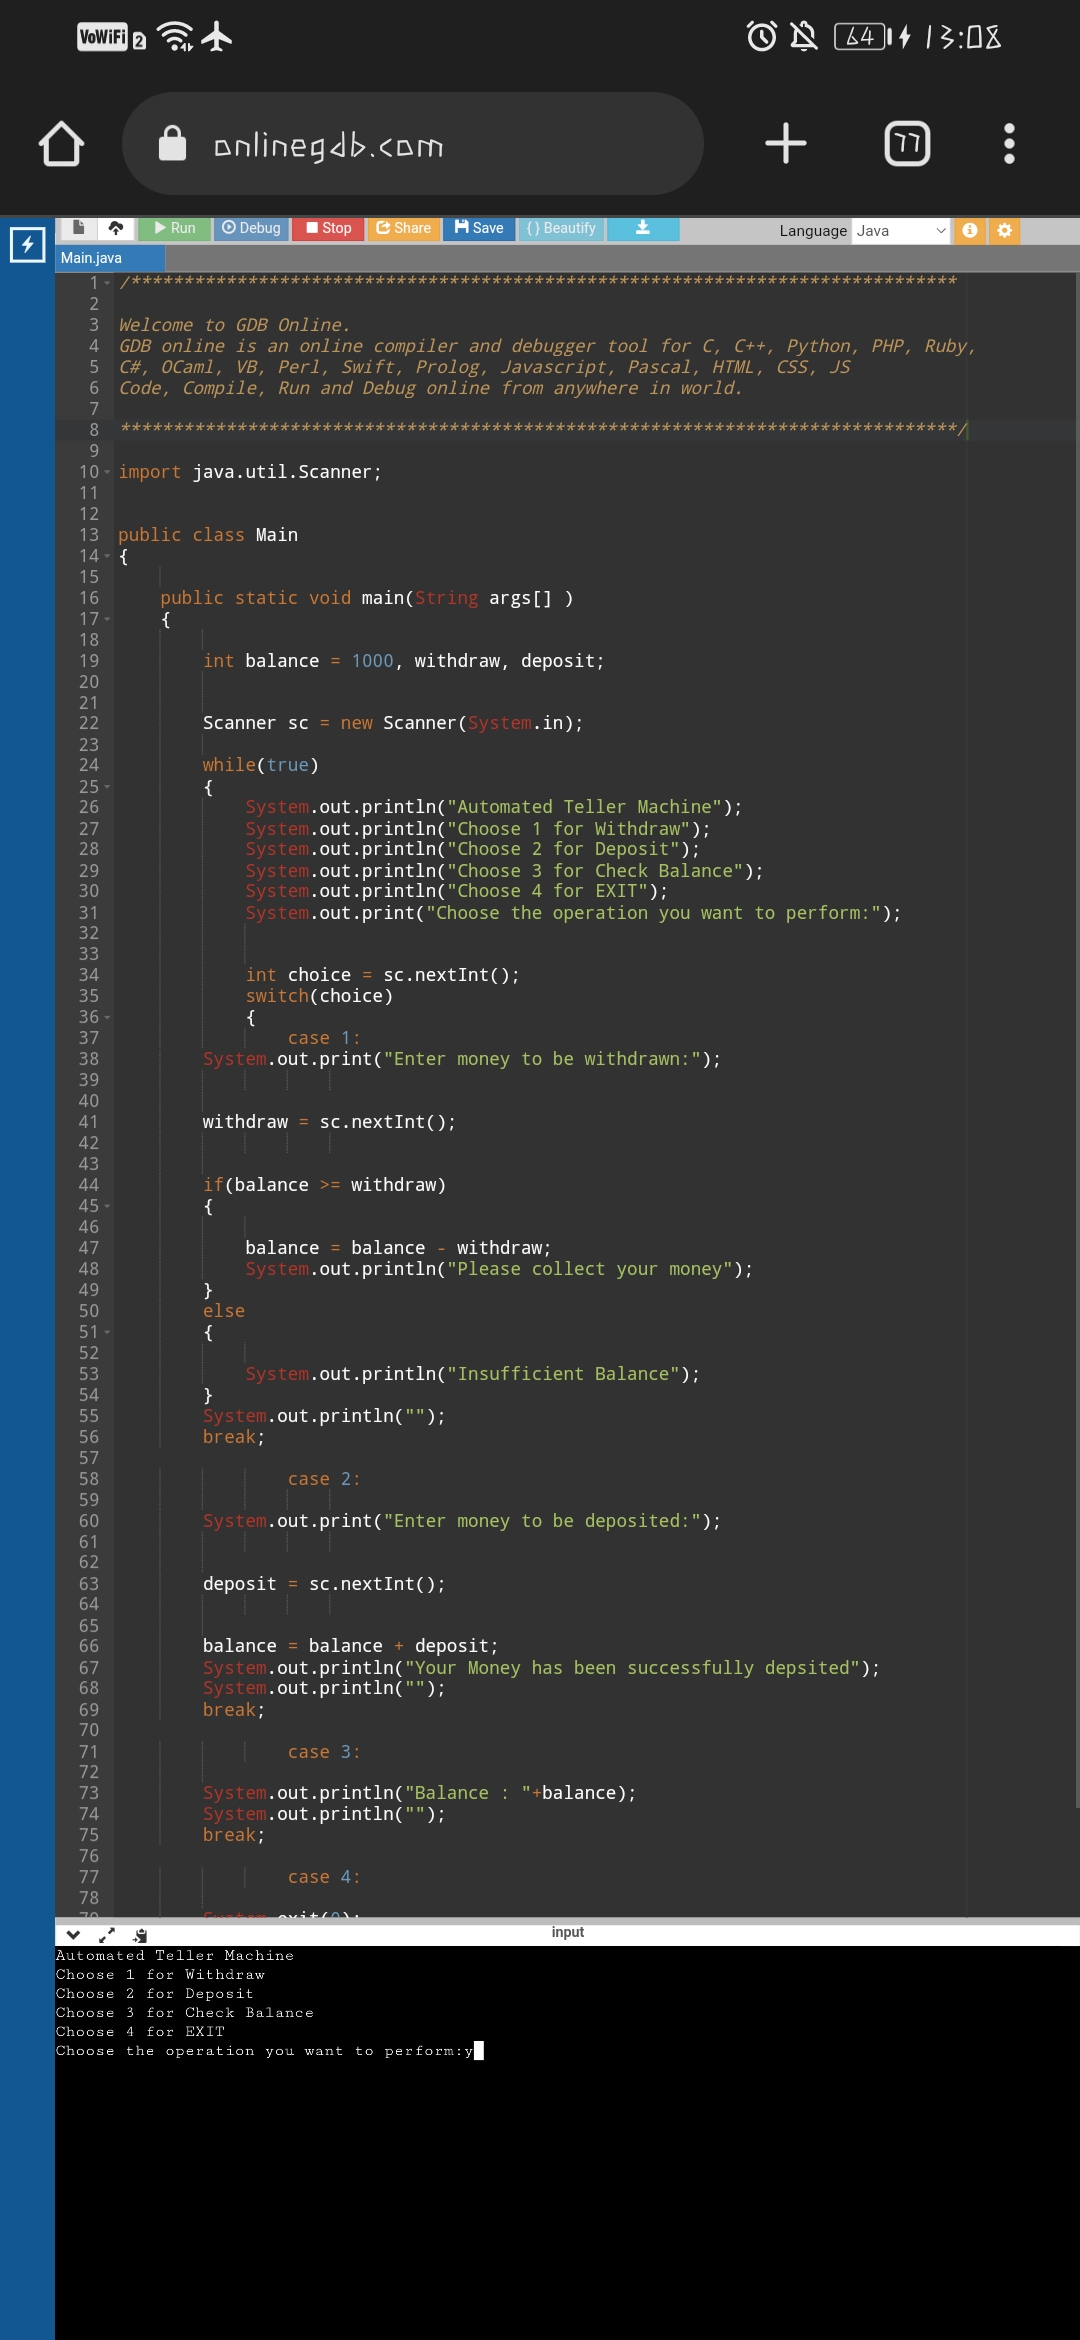 VoWiFi 2 64 13:08
onlinegdb.com 77
Run Debug Stop Share Save {} Beautify Language Java
Main.java
1 /******************************************************************************
2
3 Welcome to GDB Online.
4 GDB online is an online compiler and debugger tool for C, C++, Python, PHP, Ruby,
5 C#, OCaml, VB, Perl, Swift, Prolog, Javascript, Pascal, HTML, CSS, JS
6 Code, Compile, Run and Debug online from anywhere in world.
7
8 *******************************************************************************/
9
10 import java.util.Scanner;
11
12
13 public class Main
14 {
15
16 public static void main(String args[] )
17 {
18
19 int balance = 1000, withdraw, deposit;
20
21
22 Scanner sc = new Scanner(System.in);
23
24 while(true)
25 {
26 System.out.println("Automated Teller Machine");
27 System.out.println("Choose 1 for Withdraw");
28 System.out.println("Choose 2 for Deposit");
29 System.out.println("Choose 3 for Check Balance");
30 System.out.println("Choose 4 for EXIT");
31 System.out.print("Choose the operation you want to perform:");
32
33
34 int choice = sc.nextInt();
35 switch(choice)
36 {
37 case 1:
38 System.out.print("Enter money to be withdrawn:");
39
40
41 withdraw = sc.nextInt();
42
43
44 if(balance >= withdraw)
45 {
46
47 balance = balance - withdraw;
48 System.out.println("Please collect your money");
49 }
50 else
51 {
52
53 System.out.println("Insufficient Balance");
54 }
55 System.out.println("");
56 break;
57
58 case 2:
59
60 System.out.print("Enter money to be deposited:");
61
62
63 deposit = sc.nextInt();
64
65
66 balance = balance + deposit;
67 System.out.println("Your Money has been successfully depsited");
68 System.out.println("");
69 break;
70
71 case 3:
72
73 System.out.println("Balance : "+balance);
74 System.out.println("");
75 break;
76
77 case 4:
78
79 System.exit(0);
input
Automated Teller Machine
Choose 1 for Withdraw
Choose 2 for Deposit
Choose 3 for Check Balance
Choose 4 for EXIT
Choose the operation you want to perform:y